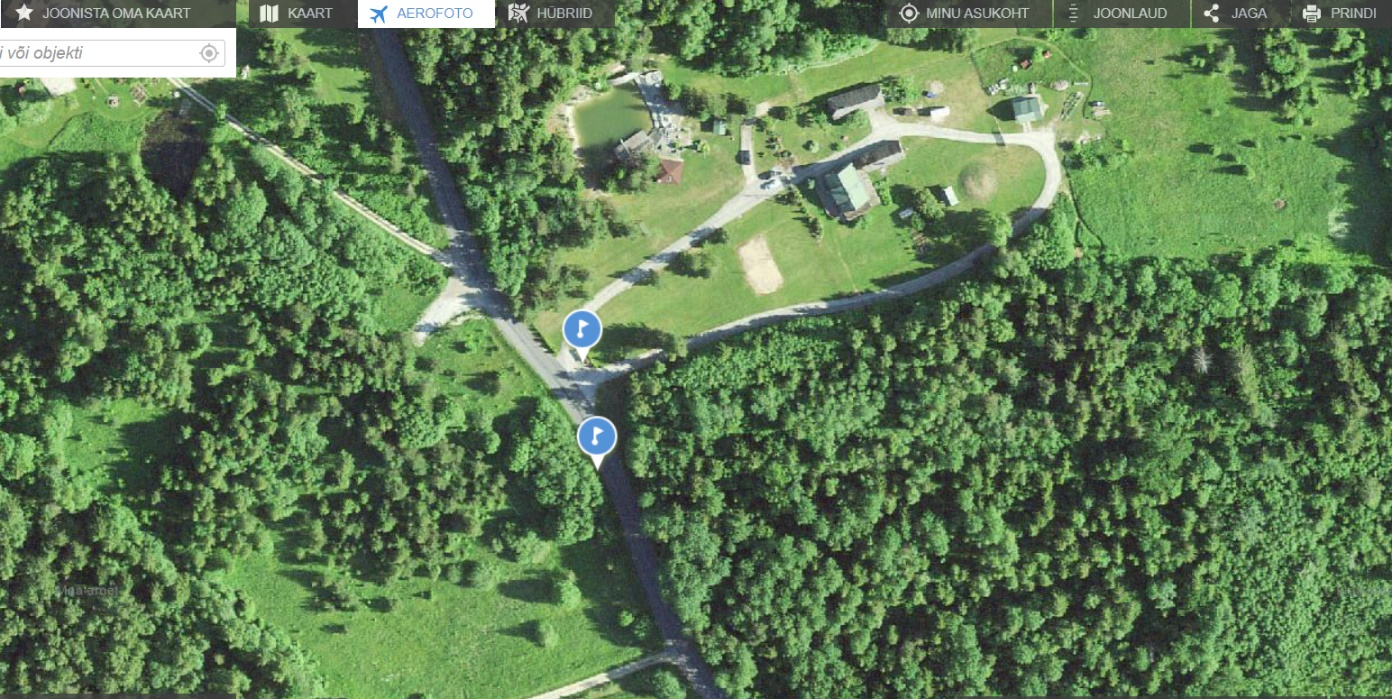 JOONISTA OMA KAART
KAART
AEROFOTO
HÜBRIID
MINU ASUKOHT
JOONLAUD
JAGA
PRINDI
i või objekti